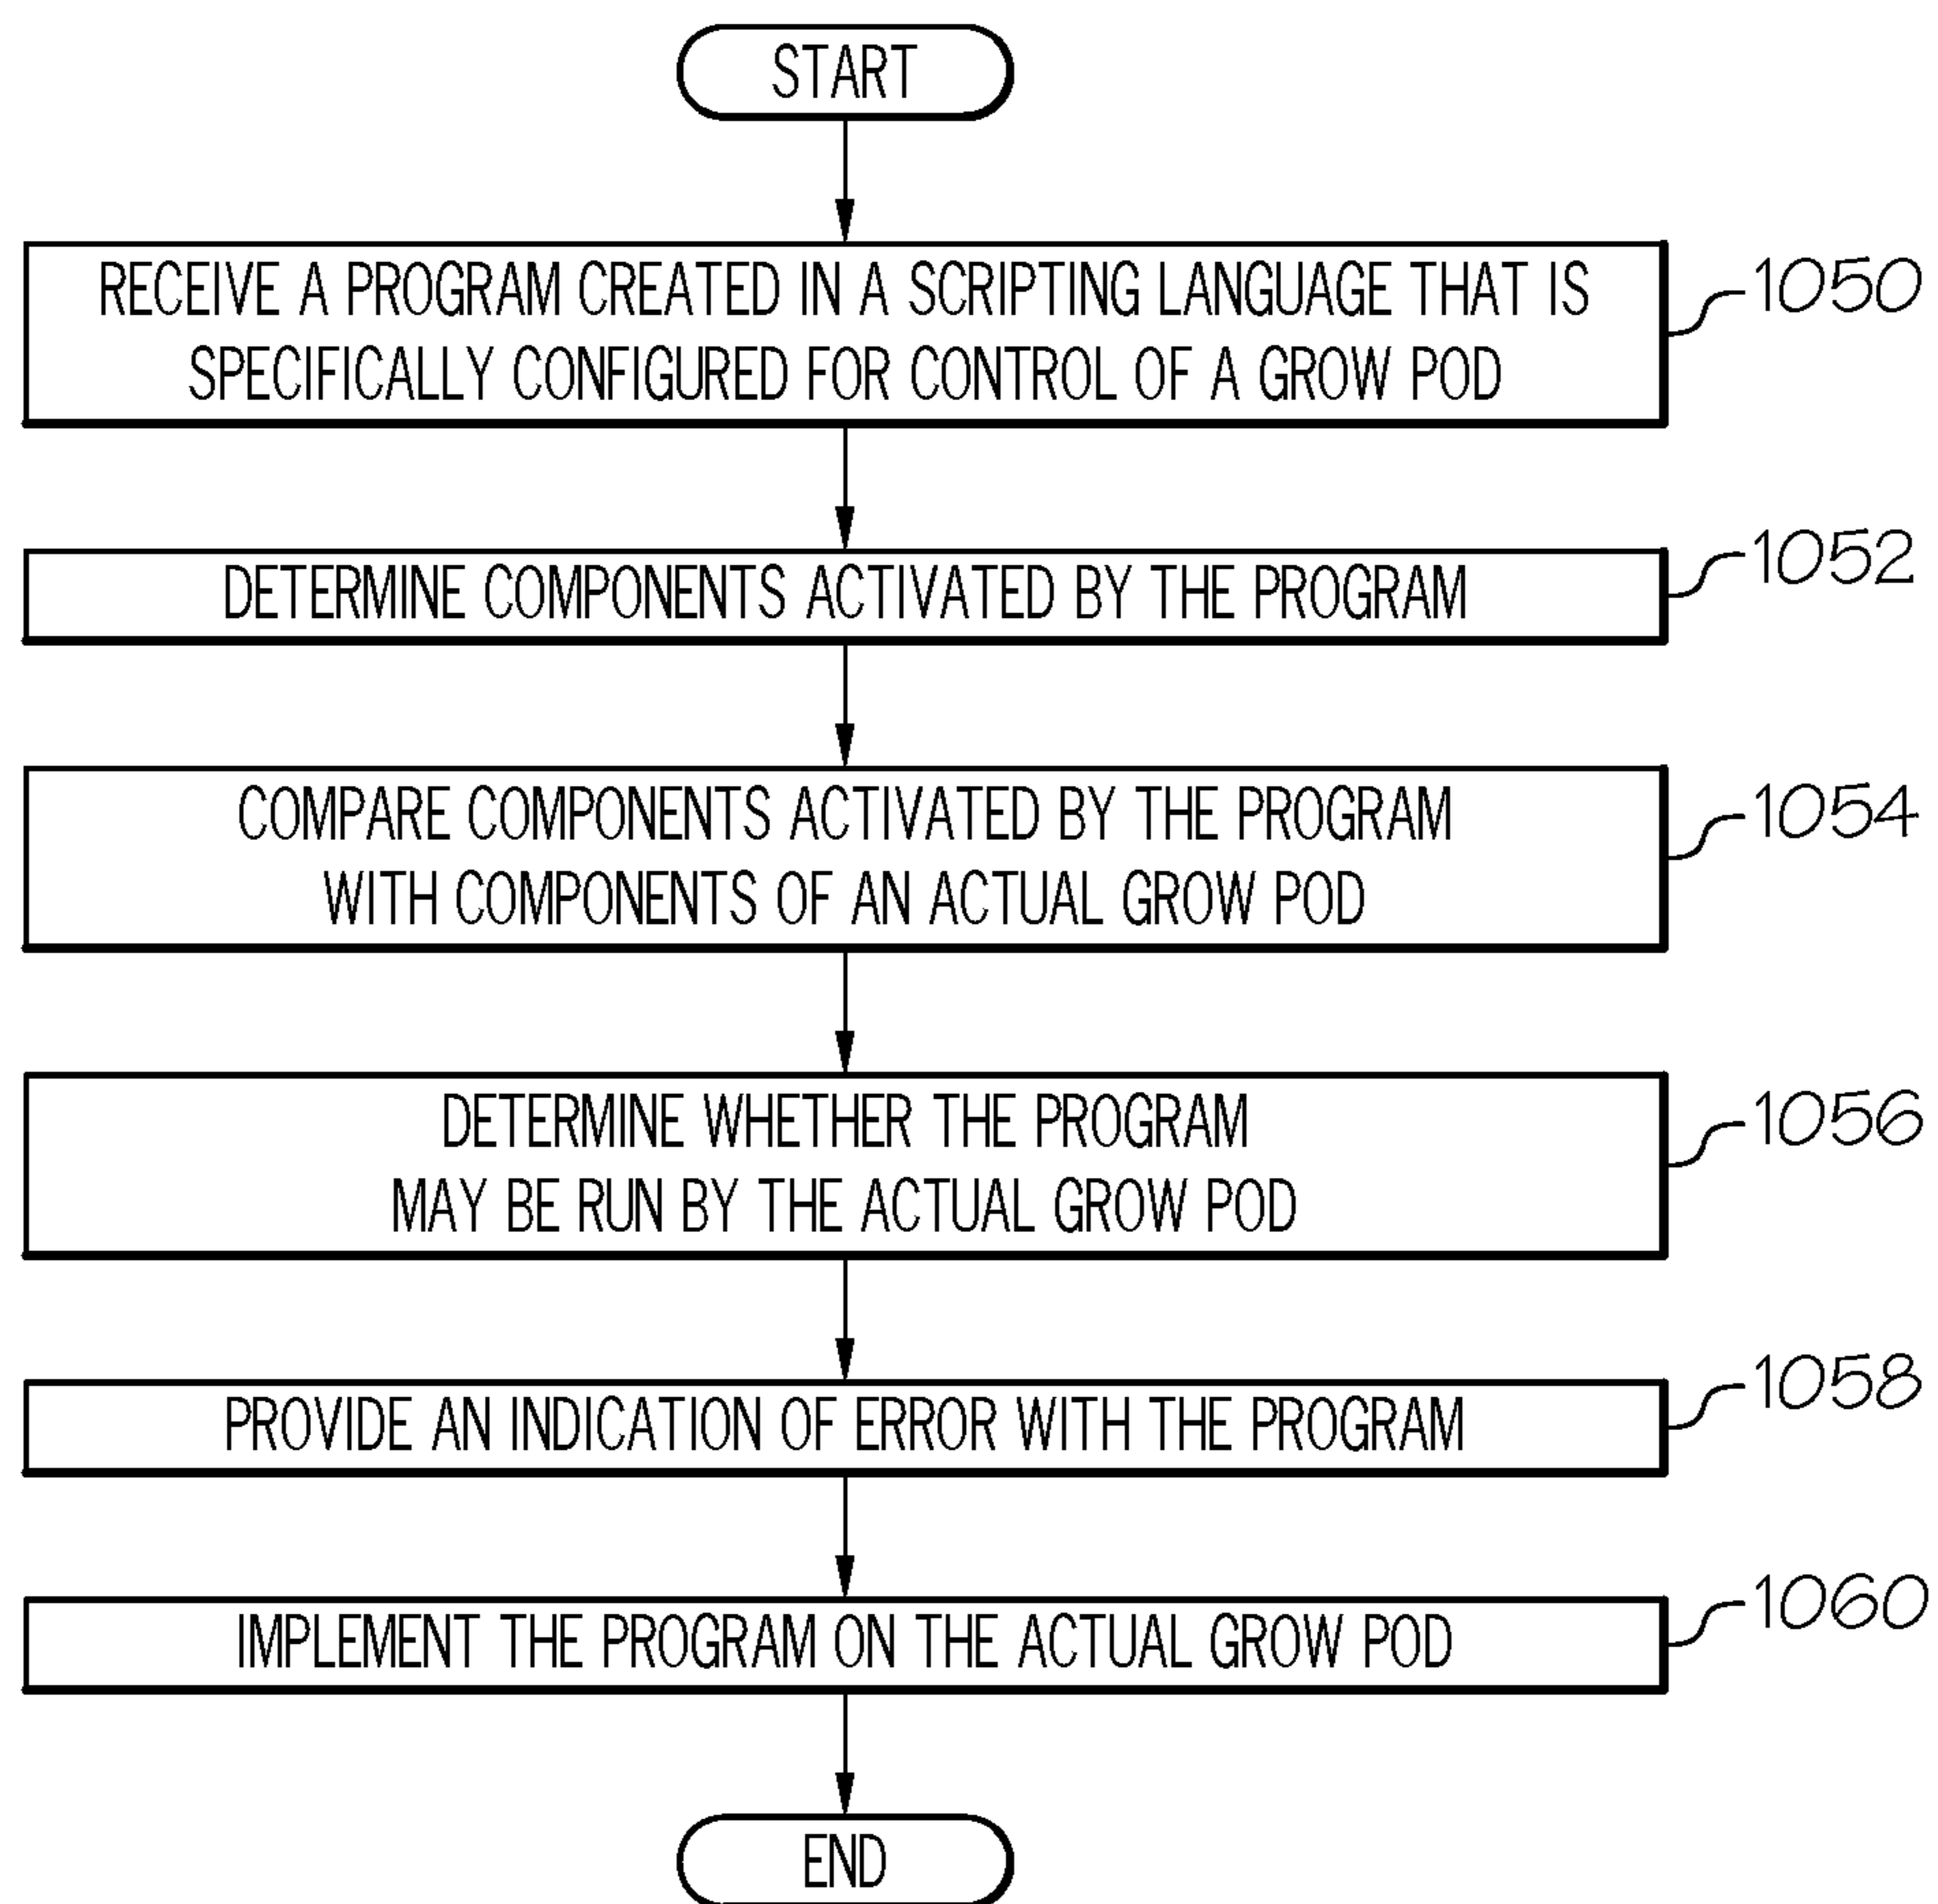 START
RECEIVE A PROGRAM CREATED IN A SCRIPTING LANGUAGE THAT IS
SPECIFICALLY CONFIGURED FOR CONTROL OF A GROW POD
1050
DETERMINE COMPONENTS ACTIVATED BY THE PROGRAM
1052
COMPARE COMPONENTS ACTIVATED BY THE PROGRAM
WITH COMPONENTS OF AN ACTUAL GROW POD
1054
DETERMINE WHETHER THE PROGRAM
MAY BE RUN BY THE ACTUAL GROW POD
1056
PROVIDE AN INDICATION OF ERROR WITH THE PROGRAM
1058
IMPLEMENT THE PROGRAM ON THE ACTUAL GROW POD
1060
END